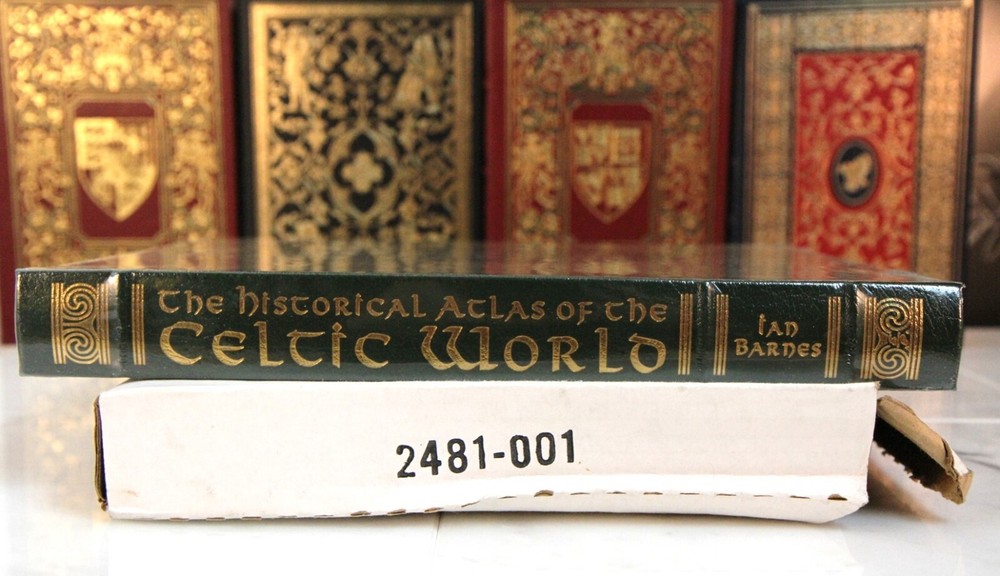 The Historical Atlas of the
Celtic World
Ian
Barnes
2481-001